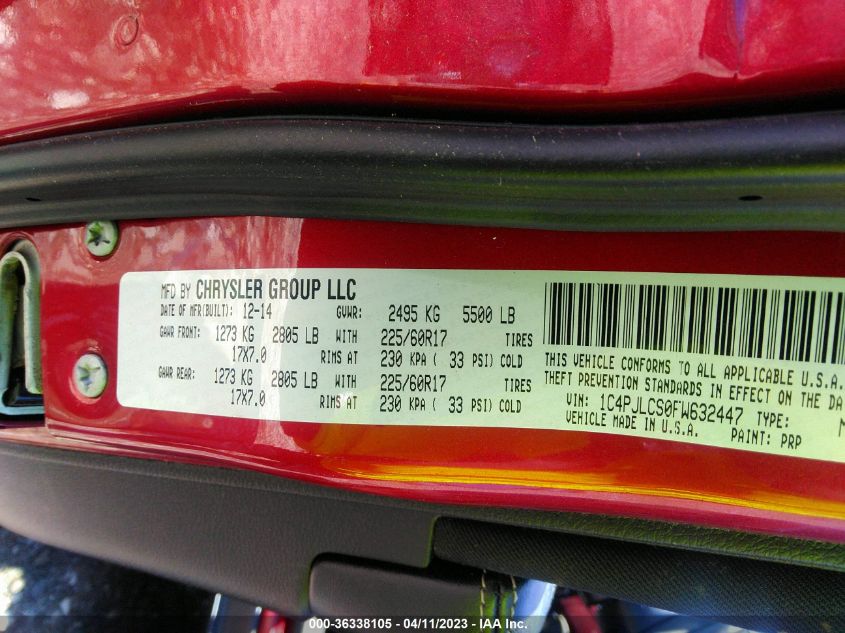 MFD BY CHRYSLER GROUP LLC
DATE OF MFR(BUILT): 12-14 GVWR: 2495 KG 5500 LB
GAWR FRONT: 1273 KG 2805 LB WITH 225/60R17 TIRES
17X7.0 RIMS AT 230 KPA ( 33 PSI) COLD
GAWR REAR: 1273 KG 2805 LB WITH 225/60R17 TIRES
17X7.0 RIMS AT 230 KPA ( 33 PSI) COLD
THIS VEHICLE CONFORMS TO ALL APPLICABLE U.S.A.
THEFT PREVENTION STANDARDS IN EFFECT ON THE DA
VIN: 1C4PJLCS0FW632447 TYPE:
VEHICLE MADE IN U.S.A. PAINT: PRP
000-36338105 - 04/11/2023 - IAA Inc.